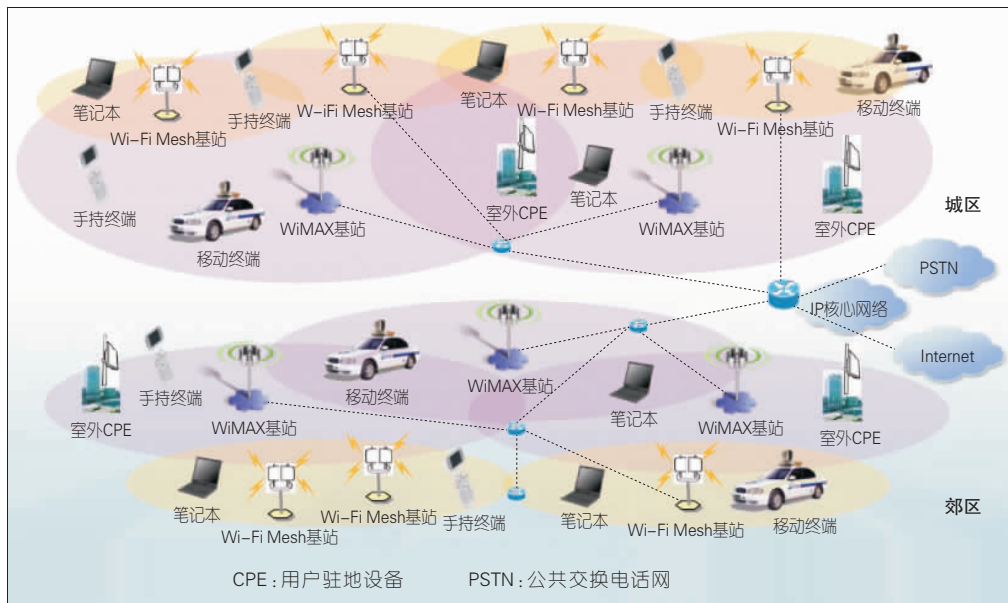 笔记本
Wi-Fi Mesh基站
手持终端
W-iFi Mesh基站
笔记本
Wi-Fi Mesh基站
手持终端
Wi-Fi Mesh基站
移动终端
手持终端
移动终端
WiMAX基站
室外CPE
笔记本
WiMAX基站
室外CPE
城区
PSTN
IP核心网络
Internet
室外CPE
手持终端
WiMAX基站
移动终端
WiMAX基站
笔记本
WiMAX基站
室外CPE
笔记本
Wi-Fi Mesh基站
Wi-Fi Mesh基站
手持终端
笔记本
Wi-Fi Mesh基站
移动终端
郊区
CPE:用户驻地设备 PSTN:公共交换电话网